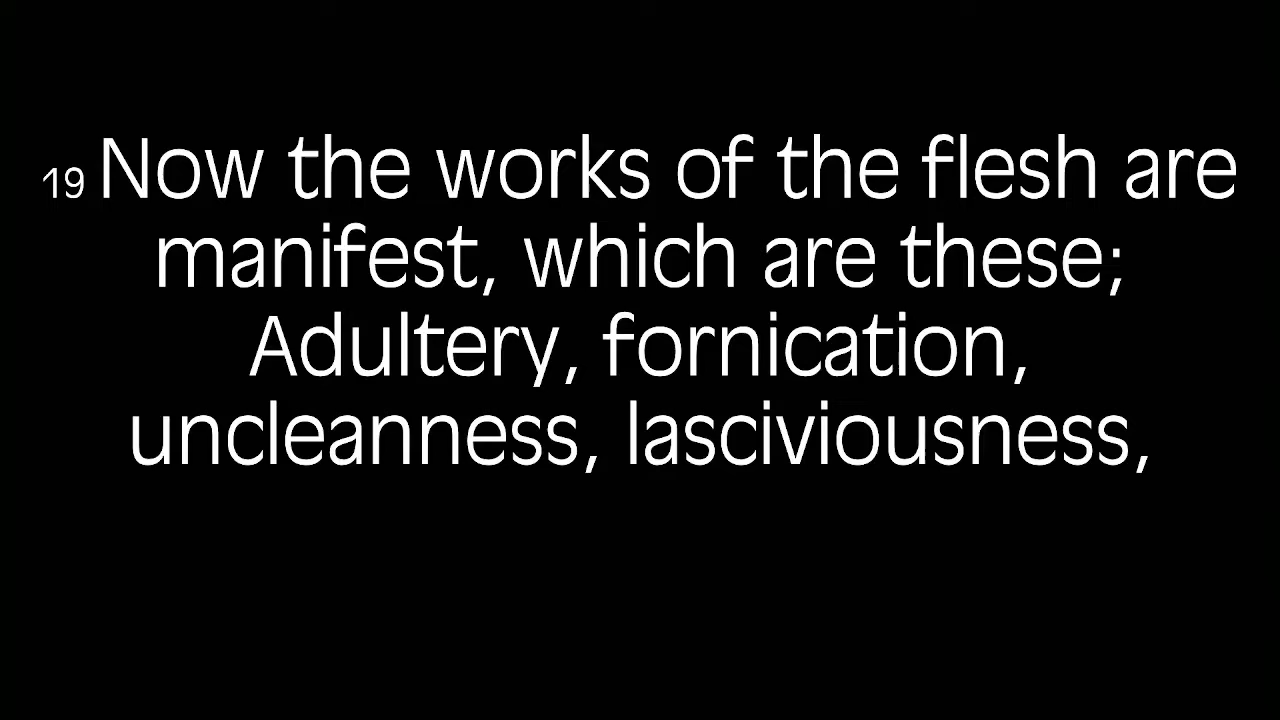 19 Now the works of the flesh are
manifest, which are these;
Adultery, fornication,
uncleanness, lasciviousness,